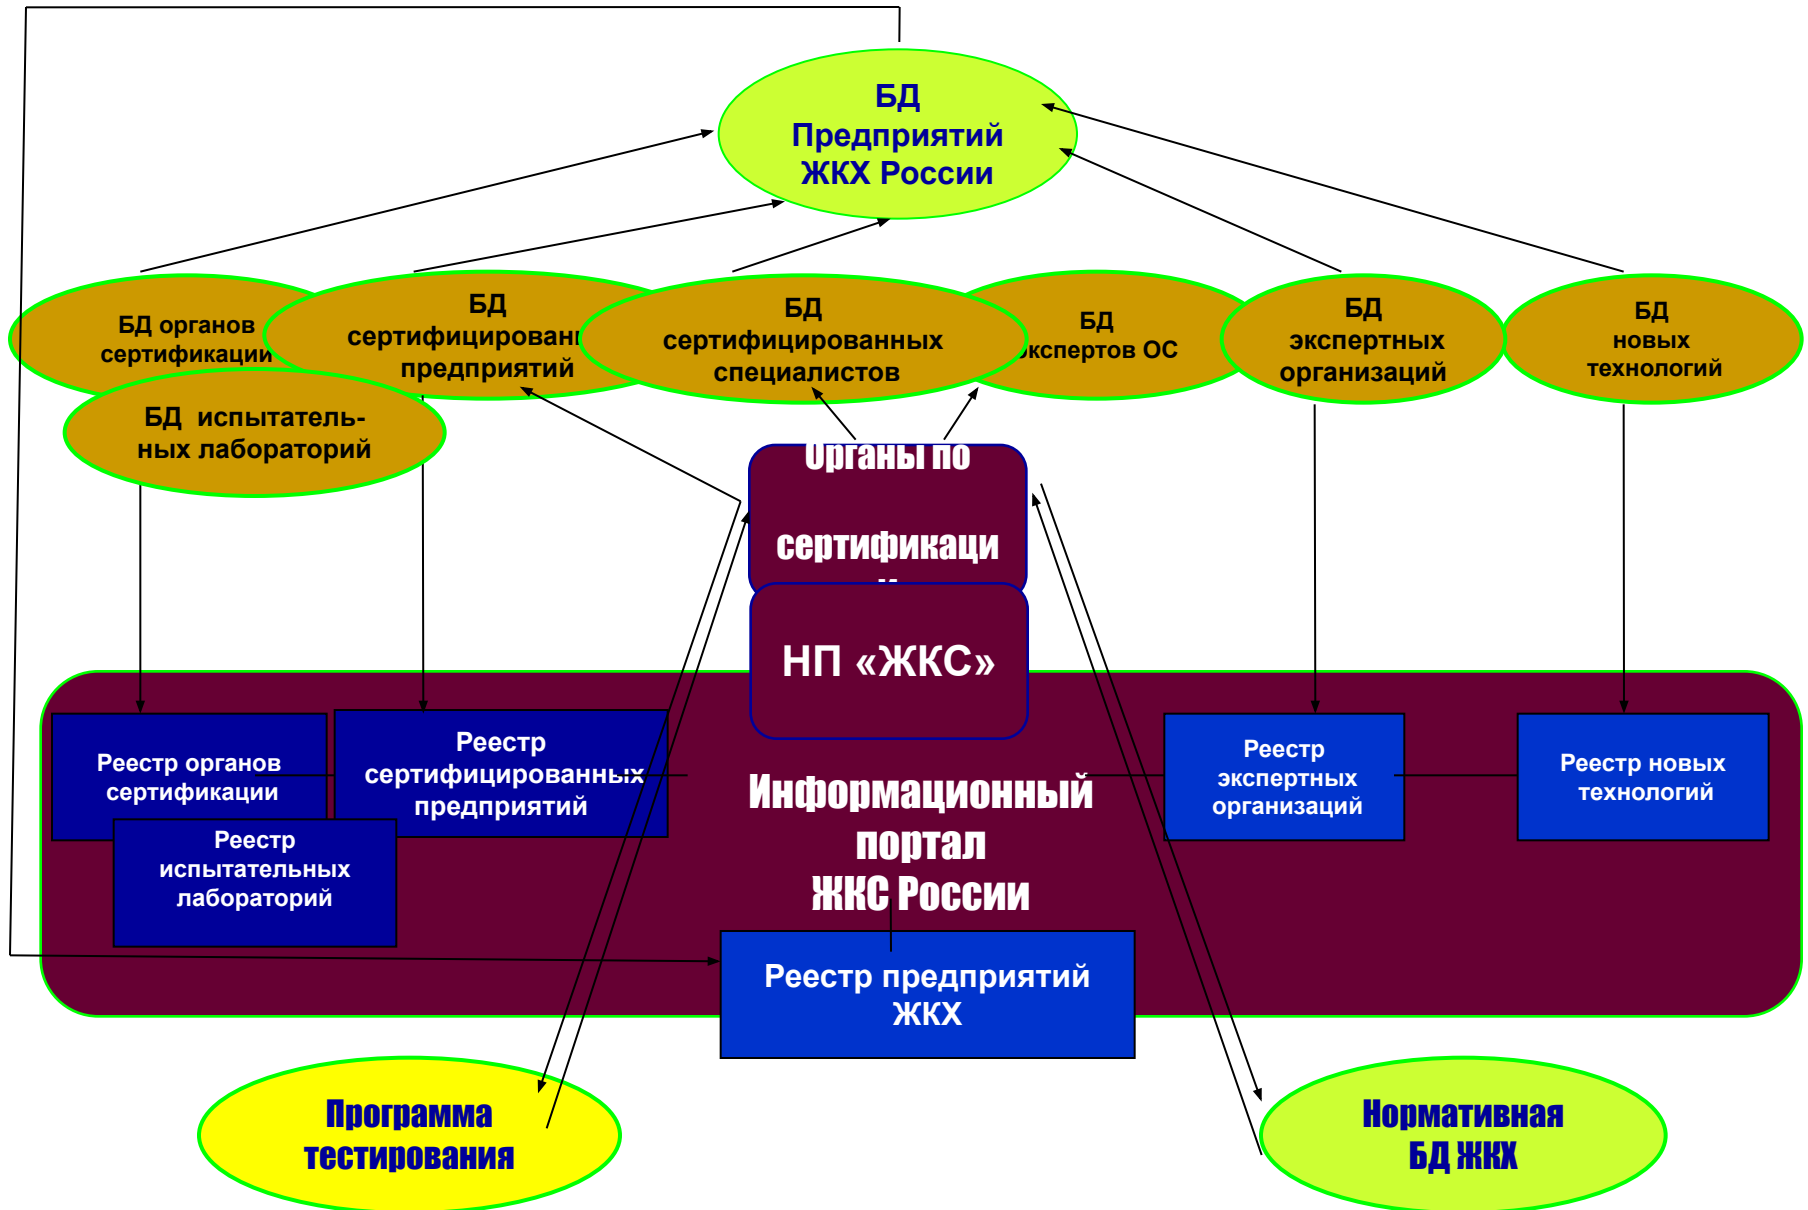 БД
Предприятий
ЖКХ России
БД органов
сертификации
БД
сертифицирован
предприятий
БД
сертифицированных
специалистов
БД
экспертов ОС
БД
экспертных
организаций
БД
новых
технологий
БД испытатель-
ных лабораторий
Органы по
сертификаци
НП «ЖКС»
Реестр органов
сертификации
Реестр
сертифицированных
предприятий
Реестр
испытательных
лабораторий
Информационный
портал
ЖКС России
Реестр
экспертных
организаций
Реестр новых
технологий
Реестр предприятий
ЖКХ
Программа
тестирования
Нормативная
БД ЖКХ